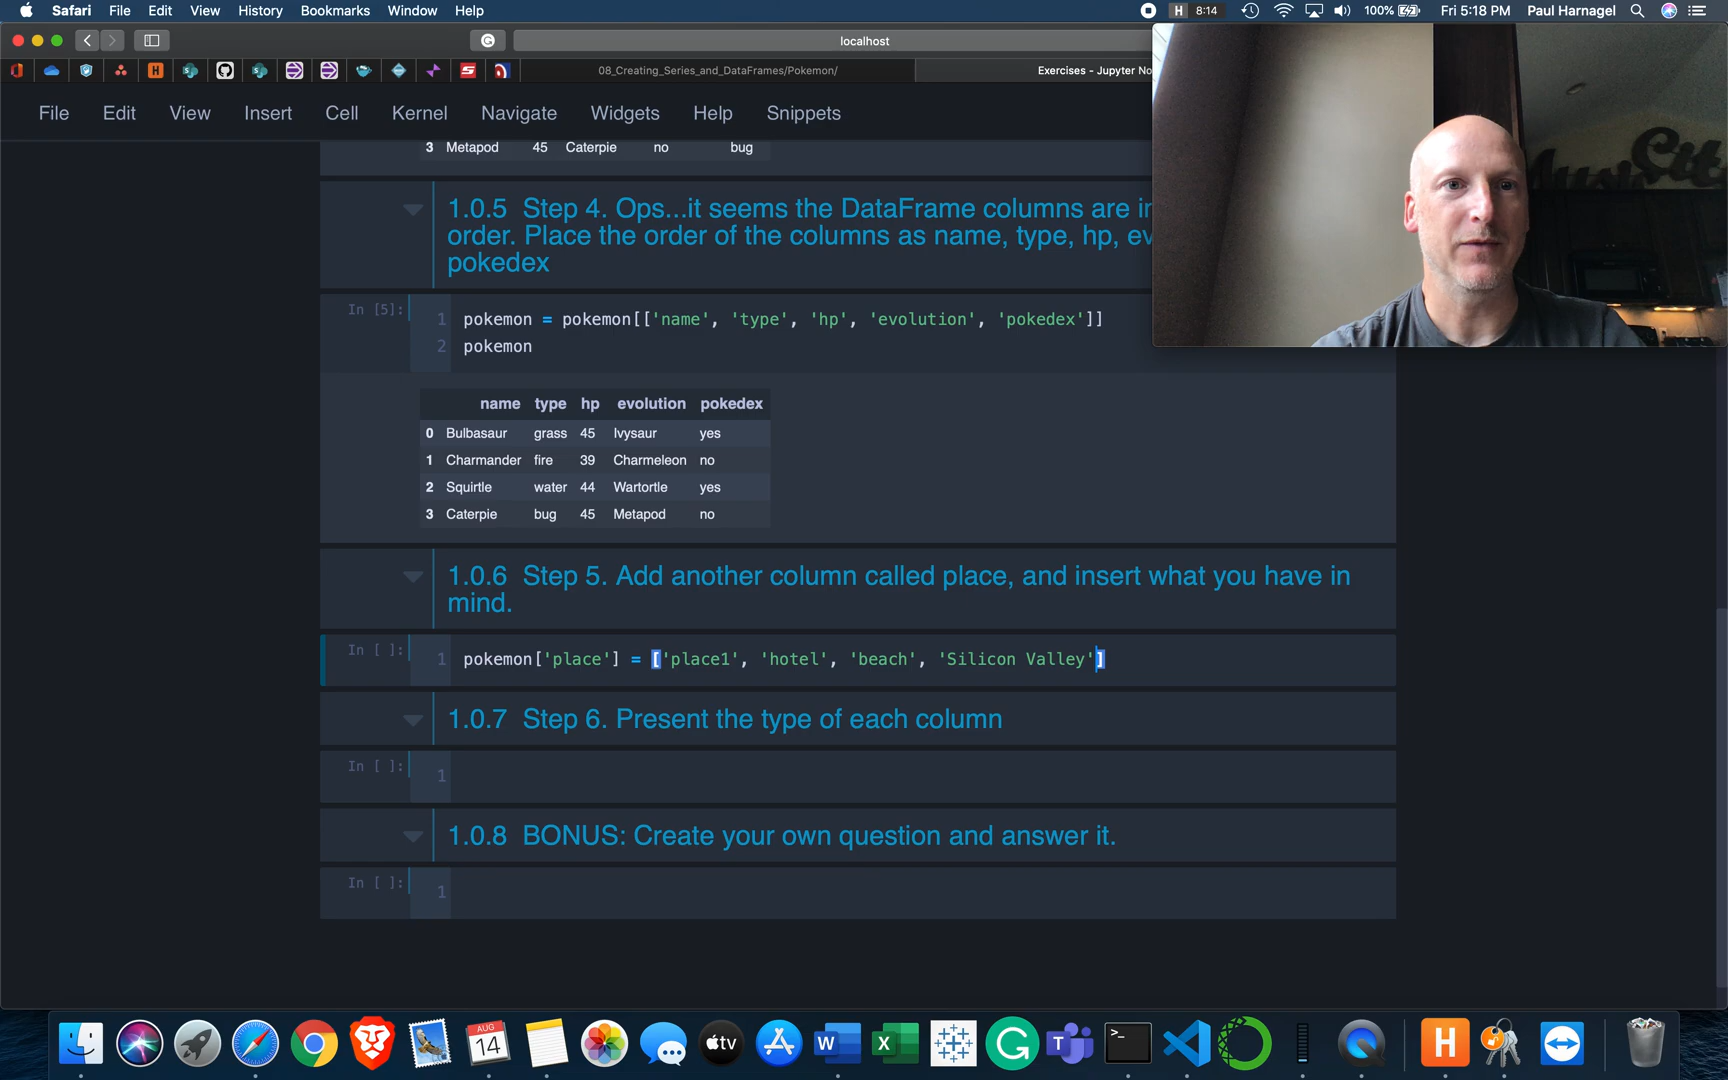 Safari File Edit View History Bookmarks Window Help H 8:14 100% Fri 5:18 PM Paul Harnagel
localhost
08_Creating_Series_and_DataFrames/Pokemon/ Exercises - Jupyter No
File Edit View Insert Cell Kernel Navigate Widgets Help Snippets
3 Metapod 45 Caterpie no bug
1.0.5 Step 4. Ops...it seems the DataFrame columns are in
order. Place the order of the columns as name, type, hp, ev
pokedex
In [5]:
1 pokemon = pokemon[['name', 'type', 'hp', 'evolution', 'pokedex']]
2 pokemon
name type hp evolution pokedex
0 Bulbasaur grass 45 Ivysaur yes
1 Charmander fire 39 Charmeleon no
2 Squirtle water 44 Wartortle yes
3 Caterpie bug 45 Metapod no
1.0.6 Step 5. Add another column called place, and insert what you have in
mind.
In [ ]:
1 pokemon['place'] = ['place1', 'hotel', 'beach', 'Silicon Valley']
1.0.7 Step 6. Present the type of each column
In [ ]:
1
1.0.8 BONUS: Create your own question and answer it.
In [ ]:
1
AUG
14
tv
W
X
G
T
>_
H